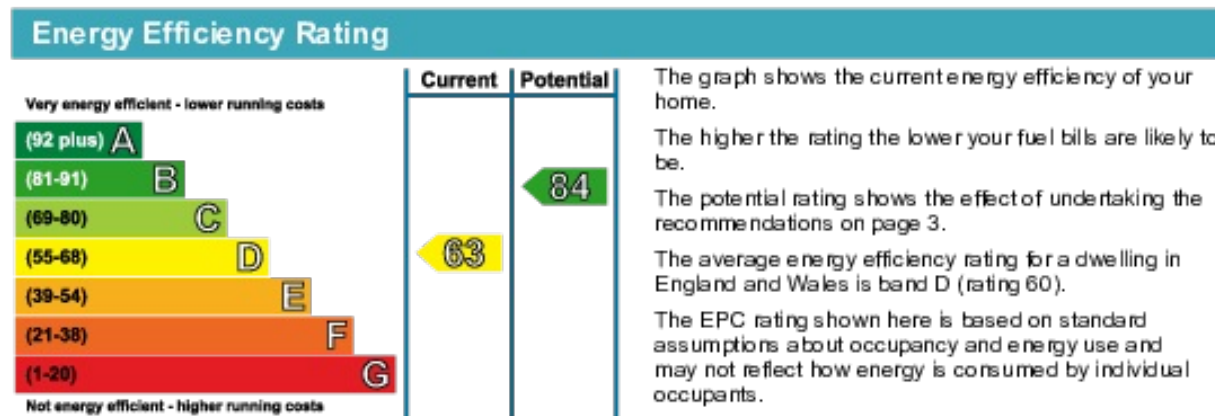 Energy Efficiency Rating
Current Potential
Very energy efficient - lower running costs
(92 plus) A
(81-91) B
84
(69-80) C
(55-68) D
63
(39-54) E
(21-38) F
(1-20) G
Not energy efficient - higher running costs
The graph shows the current energy efficiency of your
home.
The higher the rating the lower your fuel bills are likely to
be.
The potential rating shows the effect of undertaking the
recommendations on page 3.
The average energy efficiency rating for a dwelling in
England and Wales is band D (rating 60).
The EPC rating shown here is based on standard
assumptions about occupancy and energy use and
may not reflect how energy is consumed by individual
occupants.